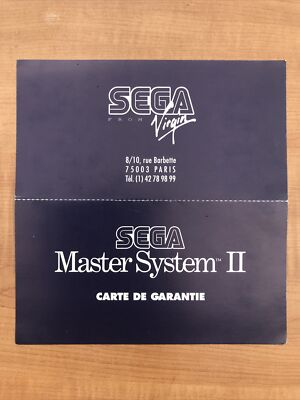 SEGA
FROM Virgin
8/10, rue Barbette
75003 PARIS
Tél. (1) 42 78 98 99
SEGA
Master System™ II
CARTE DE GARANTIE